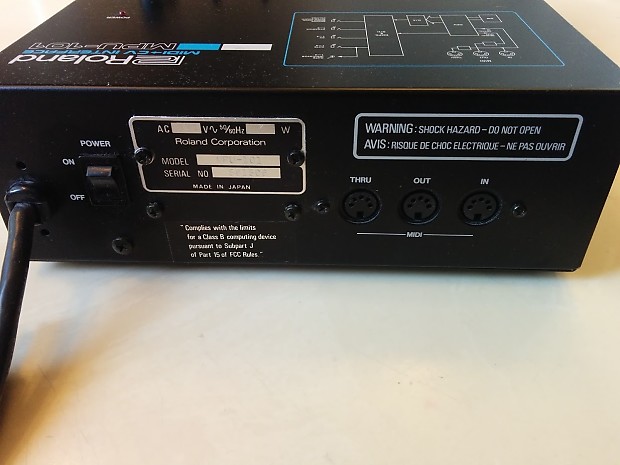 POWER
Roland
MIDI-CV INTERFACE
MPU-101
POWER
ON
OFF
AC V 50/60Hz W
Roland Corporation
MODEL
SERIAL NO
MADE IN JAPAN
"Complies with the limits
for a Class B computing device
pursuant to Subpart J
of Part 15 of FCC Rules."
WARNING : SHOCK HAZARD – DO NOT OPEN
AVIS : RISQUE DE CHOC ELECTRIQUE – NE PAS OUVRIR
THRU OUT IN
MIDI